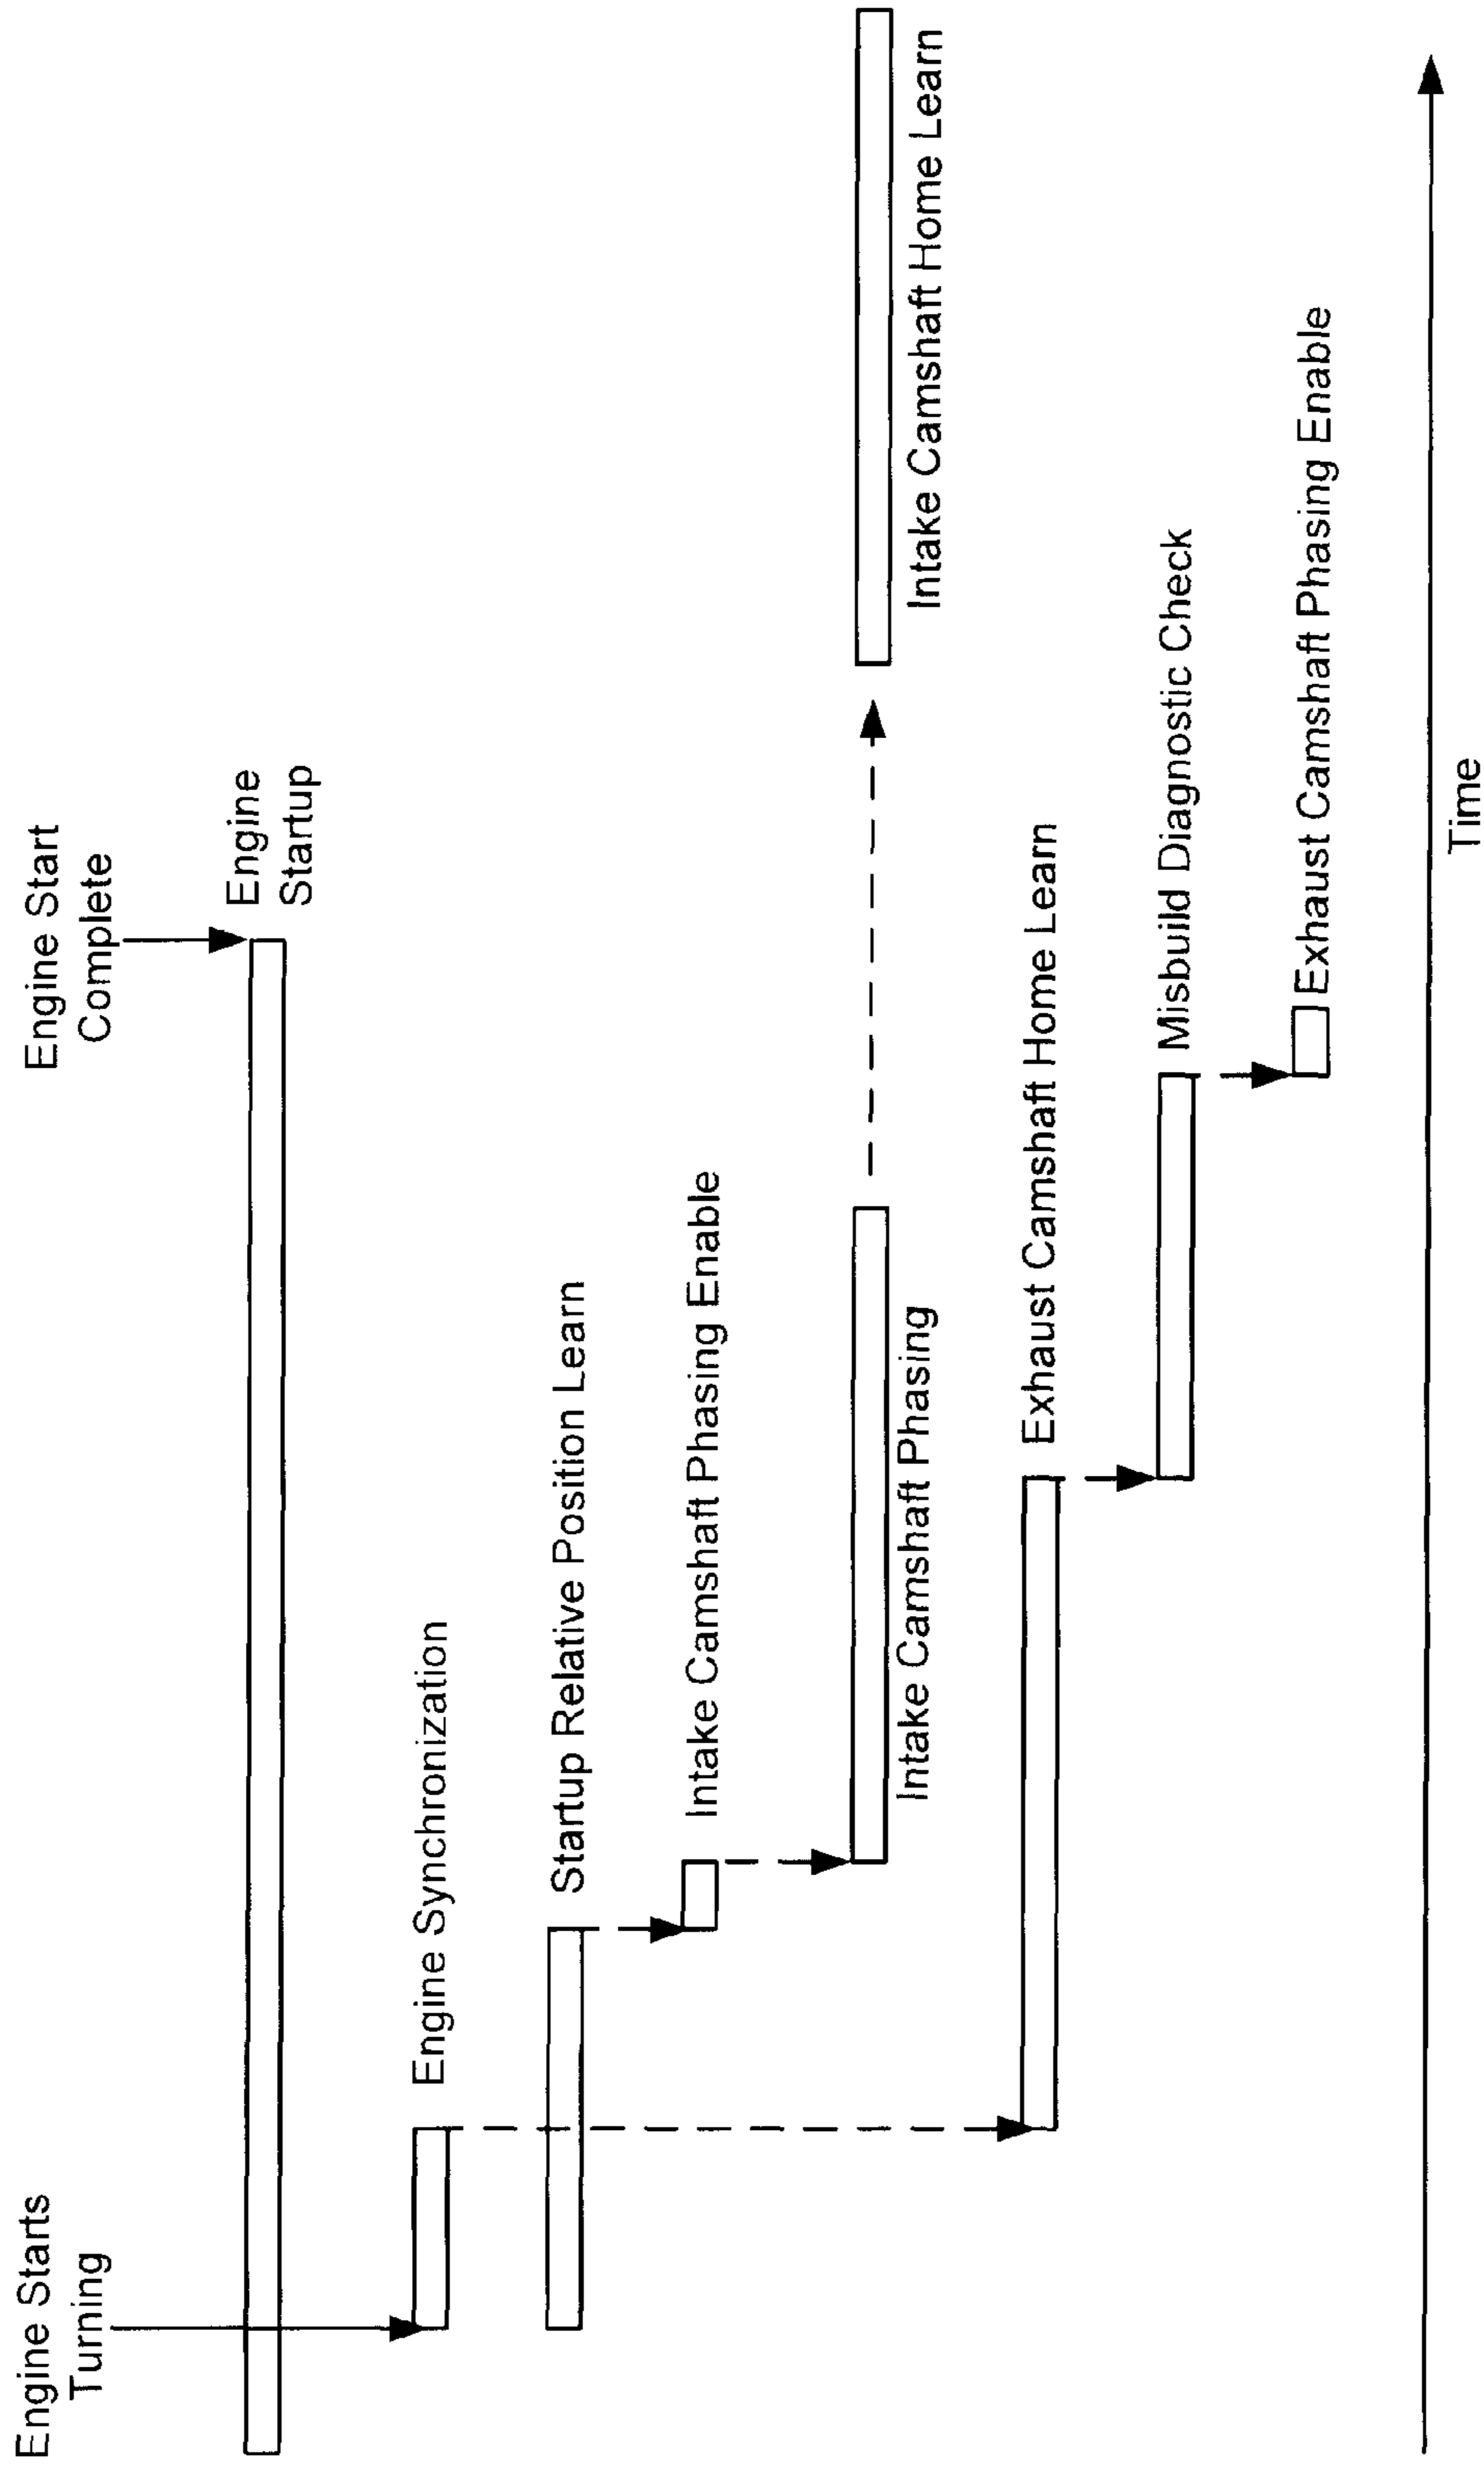 Engine Starts
Turning
Engine Start
Complete
Engine
Startup
Engine Synchronization
Startup Relative Position Learn
Intake Camshaft Phasing Enable
Intake Camshaft Phasing
Intake Camshaft Home Learn
Exhaust Camshaft Home Learn
Misbuild Diagnostic Check
Exhaust Camshaft Phasing Enable
Time